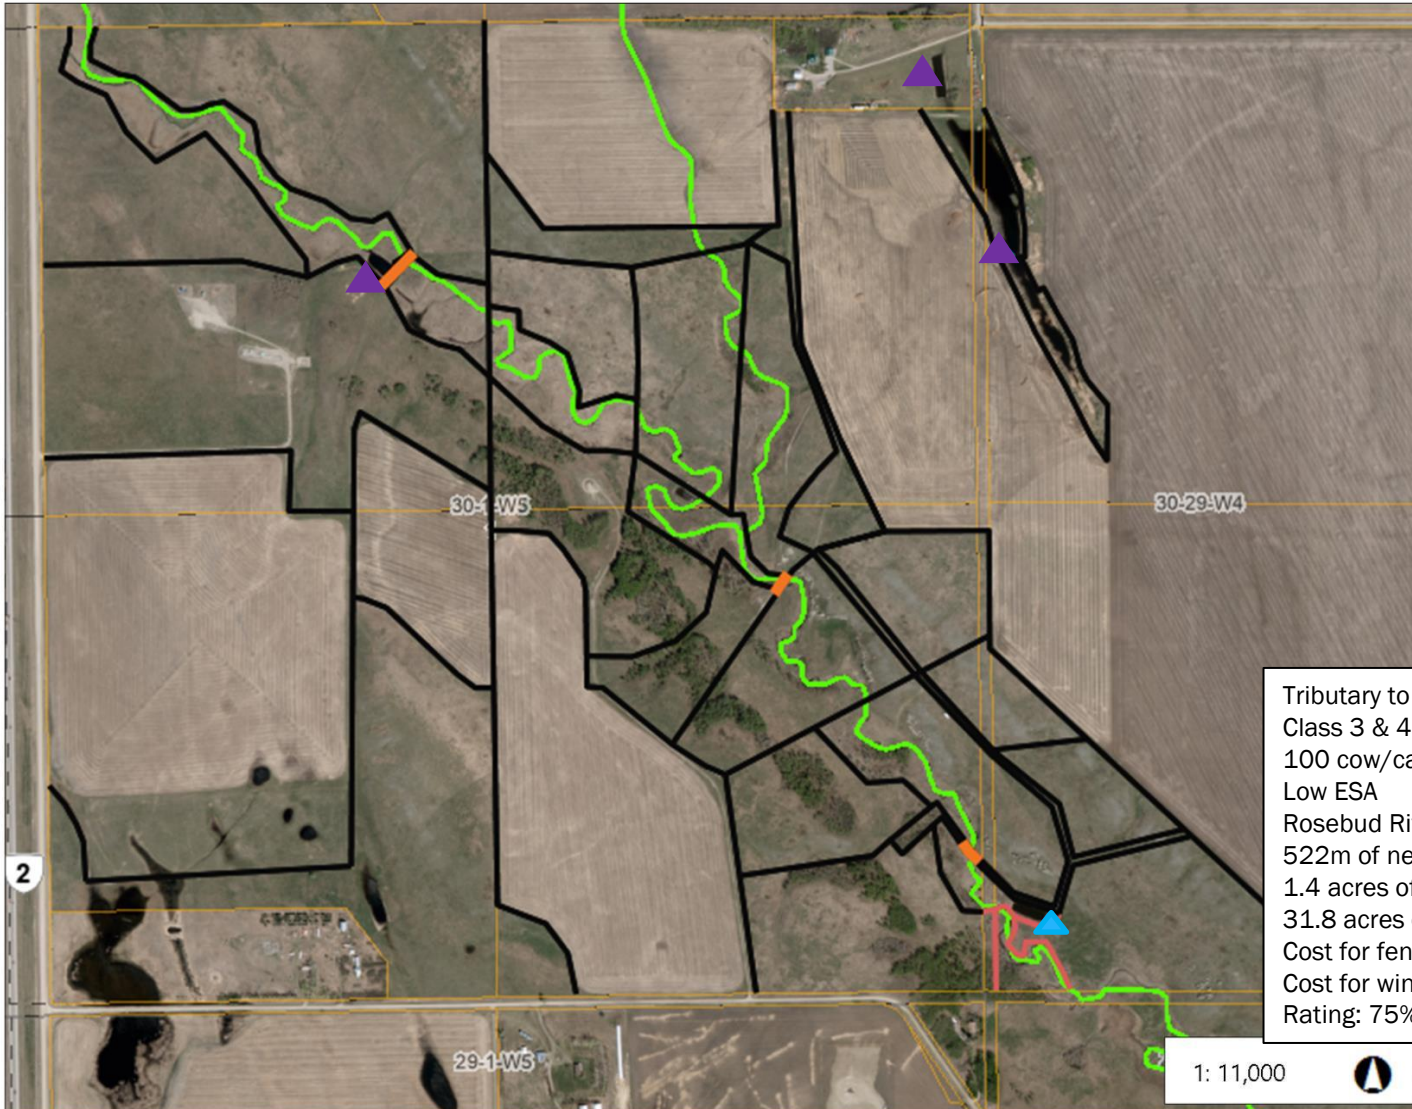 30-1-W5
30-29-W4
Tributary to
Class 3 & 4
100 cow/ca
Low ESA
Rosebud Ri
522m of ne
1.4 acres of
31.8 acres
Cost for fen
Cost for win
Rating: 75%
2
29-1-W5
1: 11,000